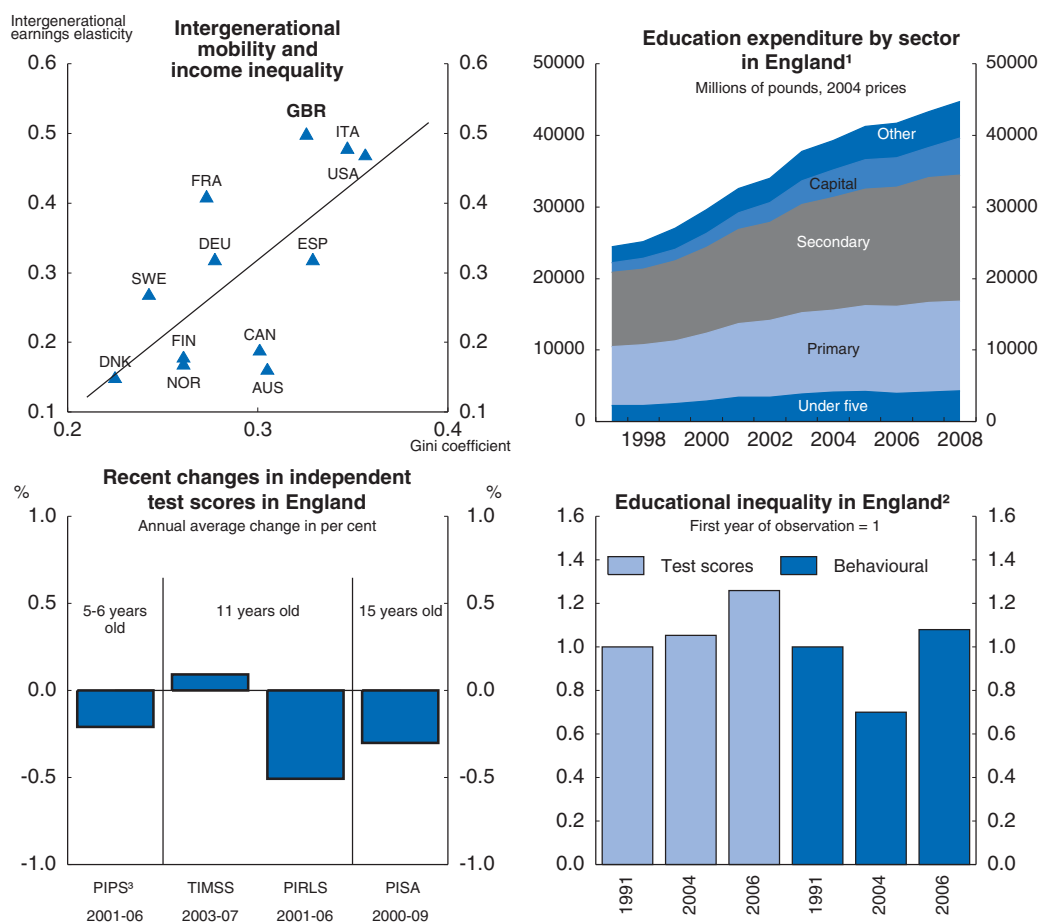 Intergenerational
earnings elasticity
Intergenerational
mobility and
income inequality
0.6
0.6
0.5
0.5
0.4
0.4
0.3
0.3
0.2
0.2
0.1
0.1
GBR
ITA
USA
FRA
DEU
ESP
SWE
FIN
CAN
DNK
NOR
AUS
0.2
0.3
0.4
Gini coefficient
Education expenditure by sector
in England¹
Millions of pounds, 2004 prices
50000
50000
40000
40000
30000
30000
20000
20000
10000
10000
0
0
Other
Capital
Secondary
Primary
Under five
1998 2000 2002 2004 2006 2008
Recent changes in independent
test scores in England
Annual average change in per cent
%
%
1.0
1.0
0.5
0.5
0.0
0.0
-0.5
-0.5
-1.0
-1.0
5-6 years
old
11 years old
15 years old
PIPS³ TIMSS PIRLS PISA
2001-06 2003-07 2001-06 2000-09
Educational inequality in England²
First year of observation = 1
1.6
1.6
1.4
1.4
1.2
1.2
1.0
1.0
0.8
0.8
0.6
0.6
0.4
0.4
0.2
0.2
0.0
0.0
Test scores
Behavioural
1991
2004
2006
1991
2004
2006